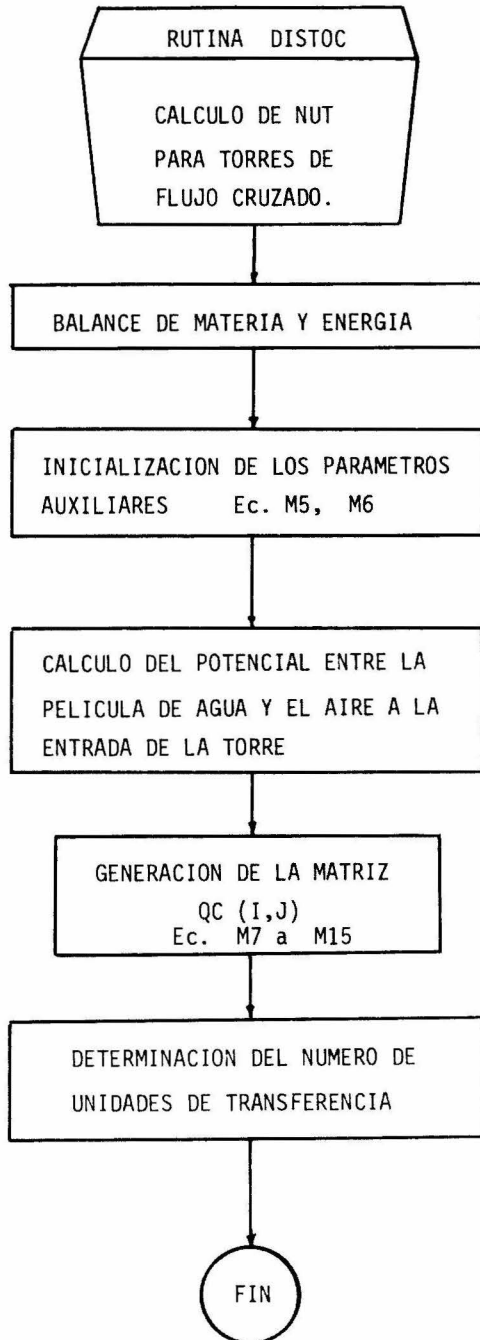 RUTINA DISTOC
CALCULO DE NUT
PARA TORRES DE
FLUJO CRUZADO.
BALANCE DE MATERIA Y ENERGIA
INICIALIZACION DE LOS PARAMETROS
AUXILIARES Ec. M5, M6
CALCULO DEL POTENCIAL ENTRE LA
PELICULA DE AGUA Y EL AIRE A LA
ENTRADA DE LA TORRE
GENERACION DE LA MATRIZ
QC (I,J)
Ec. M7 a M15
DETERMINACION DEL NUMERO DE
UNIDADES DE TRANSFERENCIA
FIN